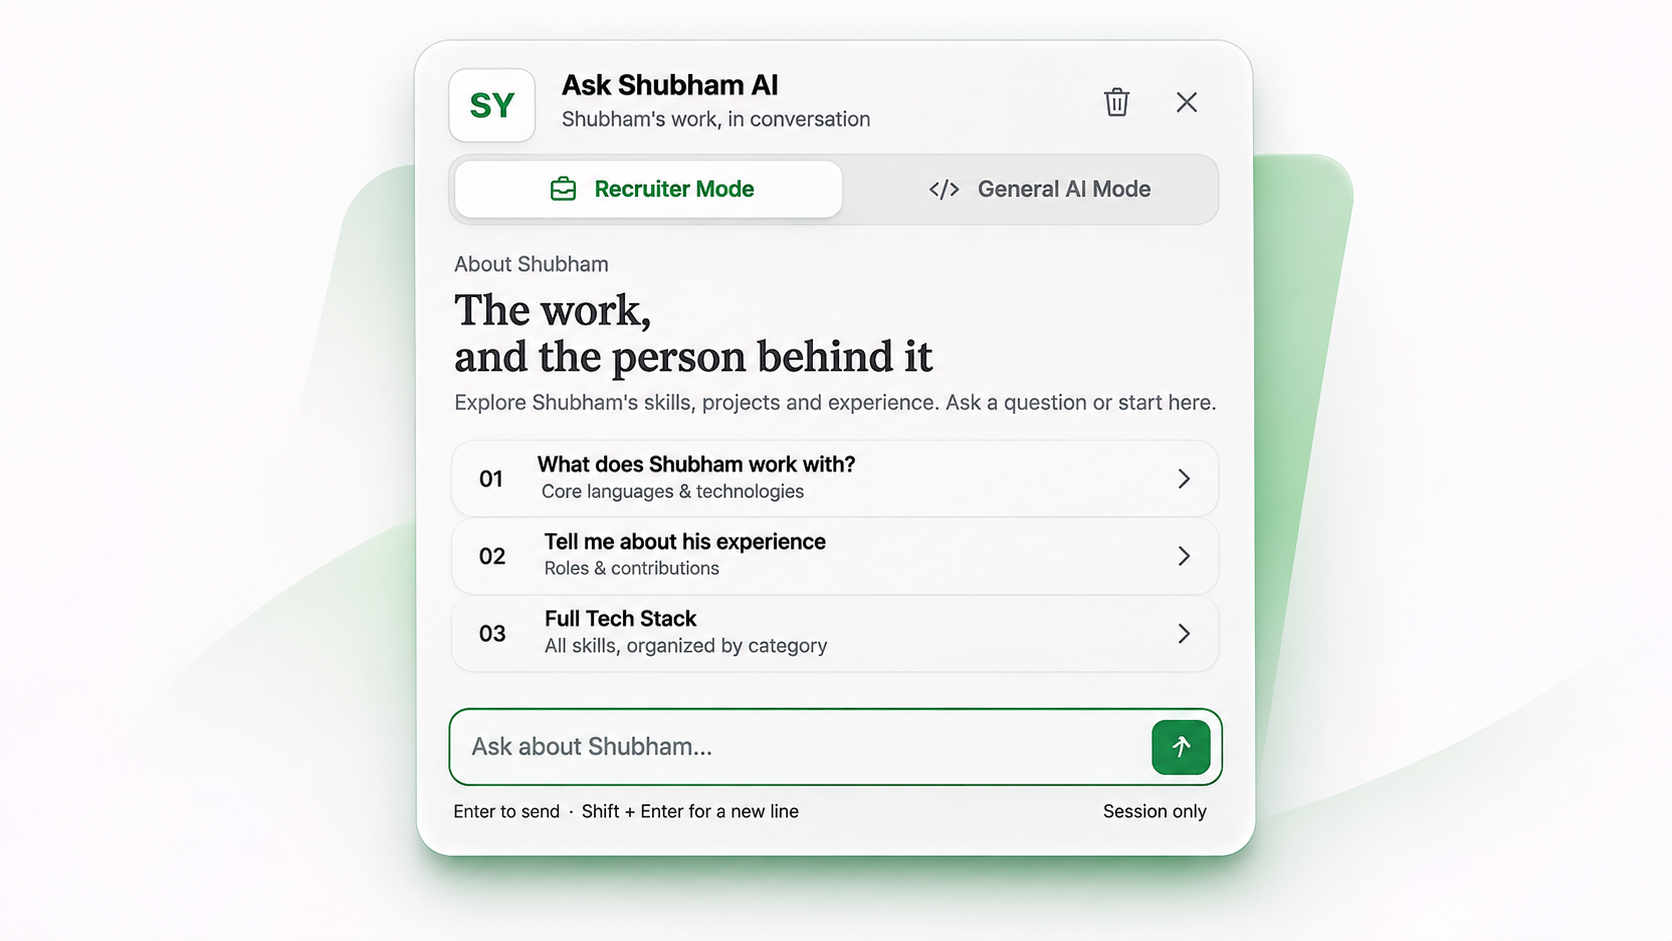 SY
Ask Shubham AI
Shubham's work, in conversation
Recruiter Mode
</> General AI Mode
About Shubham
The work,
and the person behind it
Explore Shubham's skills, projects and experience. Ask a question or start here.
01 What does Shubham work with?
Core languages & technologies
02 Tell me about his experience
Roles & contributions
03 Full Tech Stack
All skills, organized by category
Ask about Shubham...
Enter to send · Shift + Enter for a new line
Session only